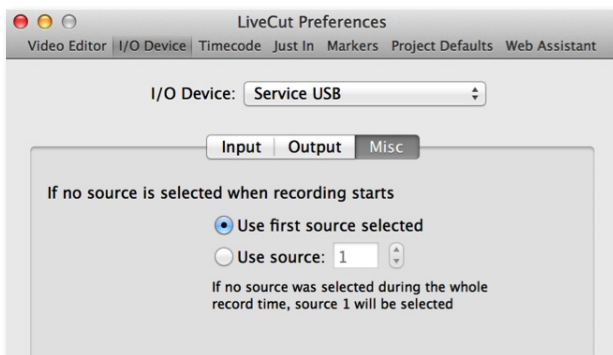 LiveCut Preferences
Video Editor I/O Device Timecode Just In Markers Project Defaults Web Assistant
I/O Device: Service USB
Input Output Misc
If no source is selected when recording starts
Use first source selected
Use source: 1
If no source was selected during the whole
record time, source 1 will be selected